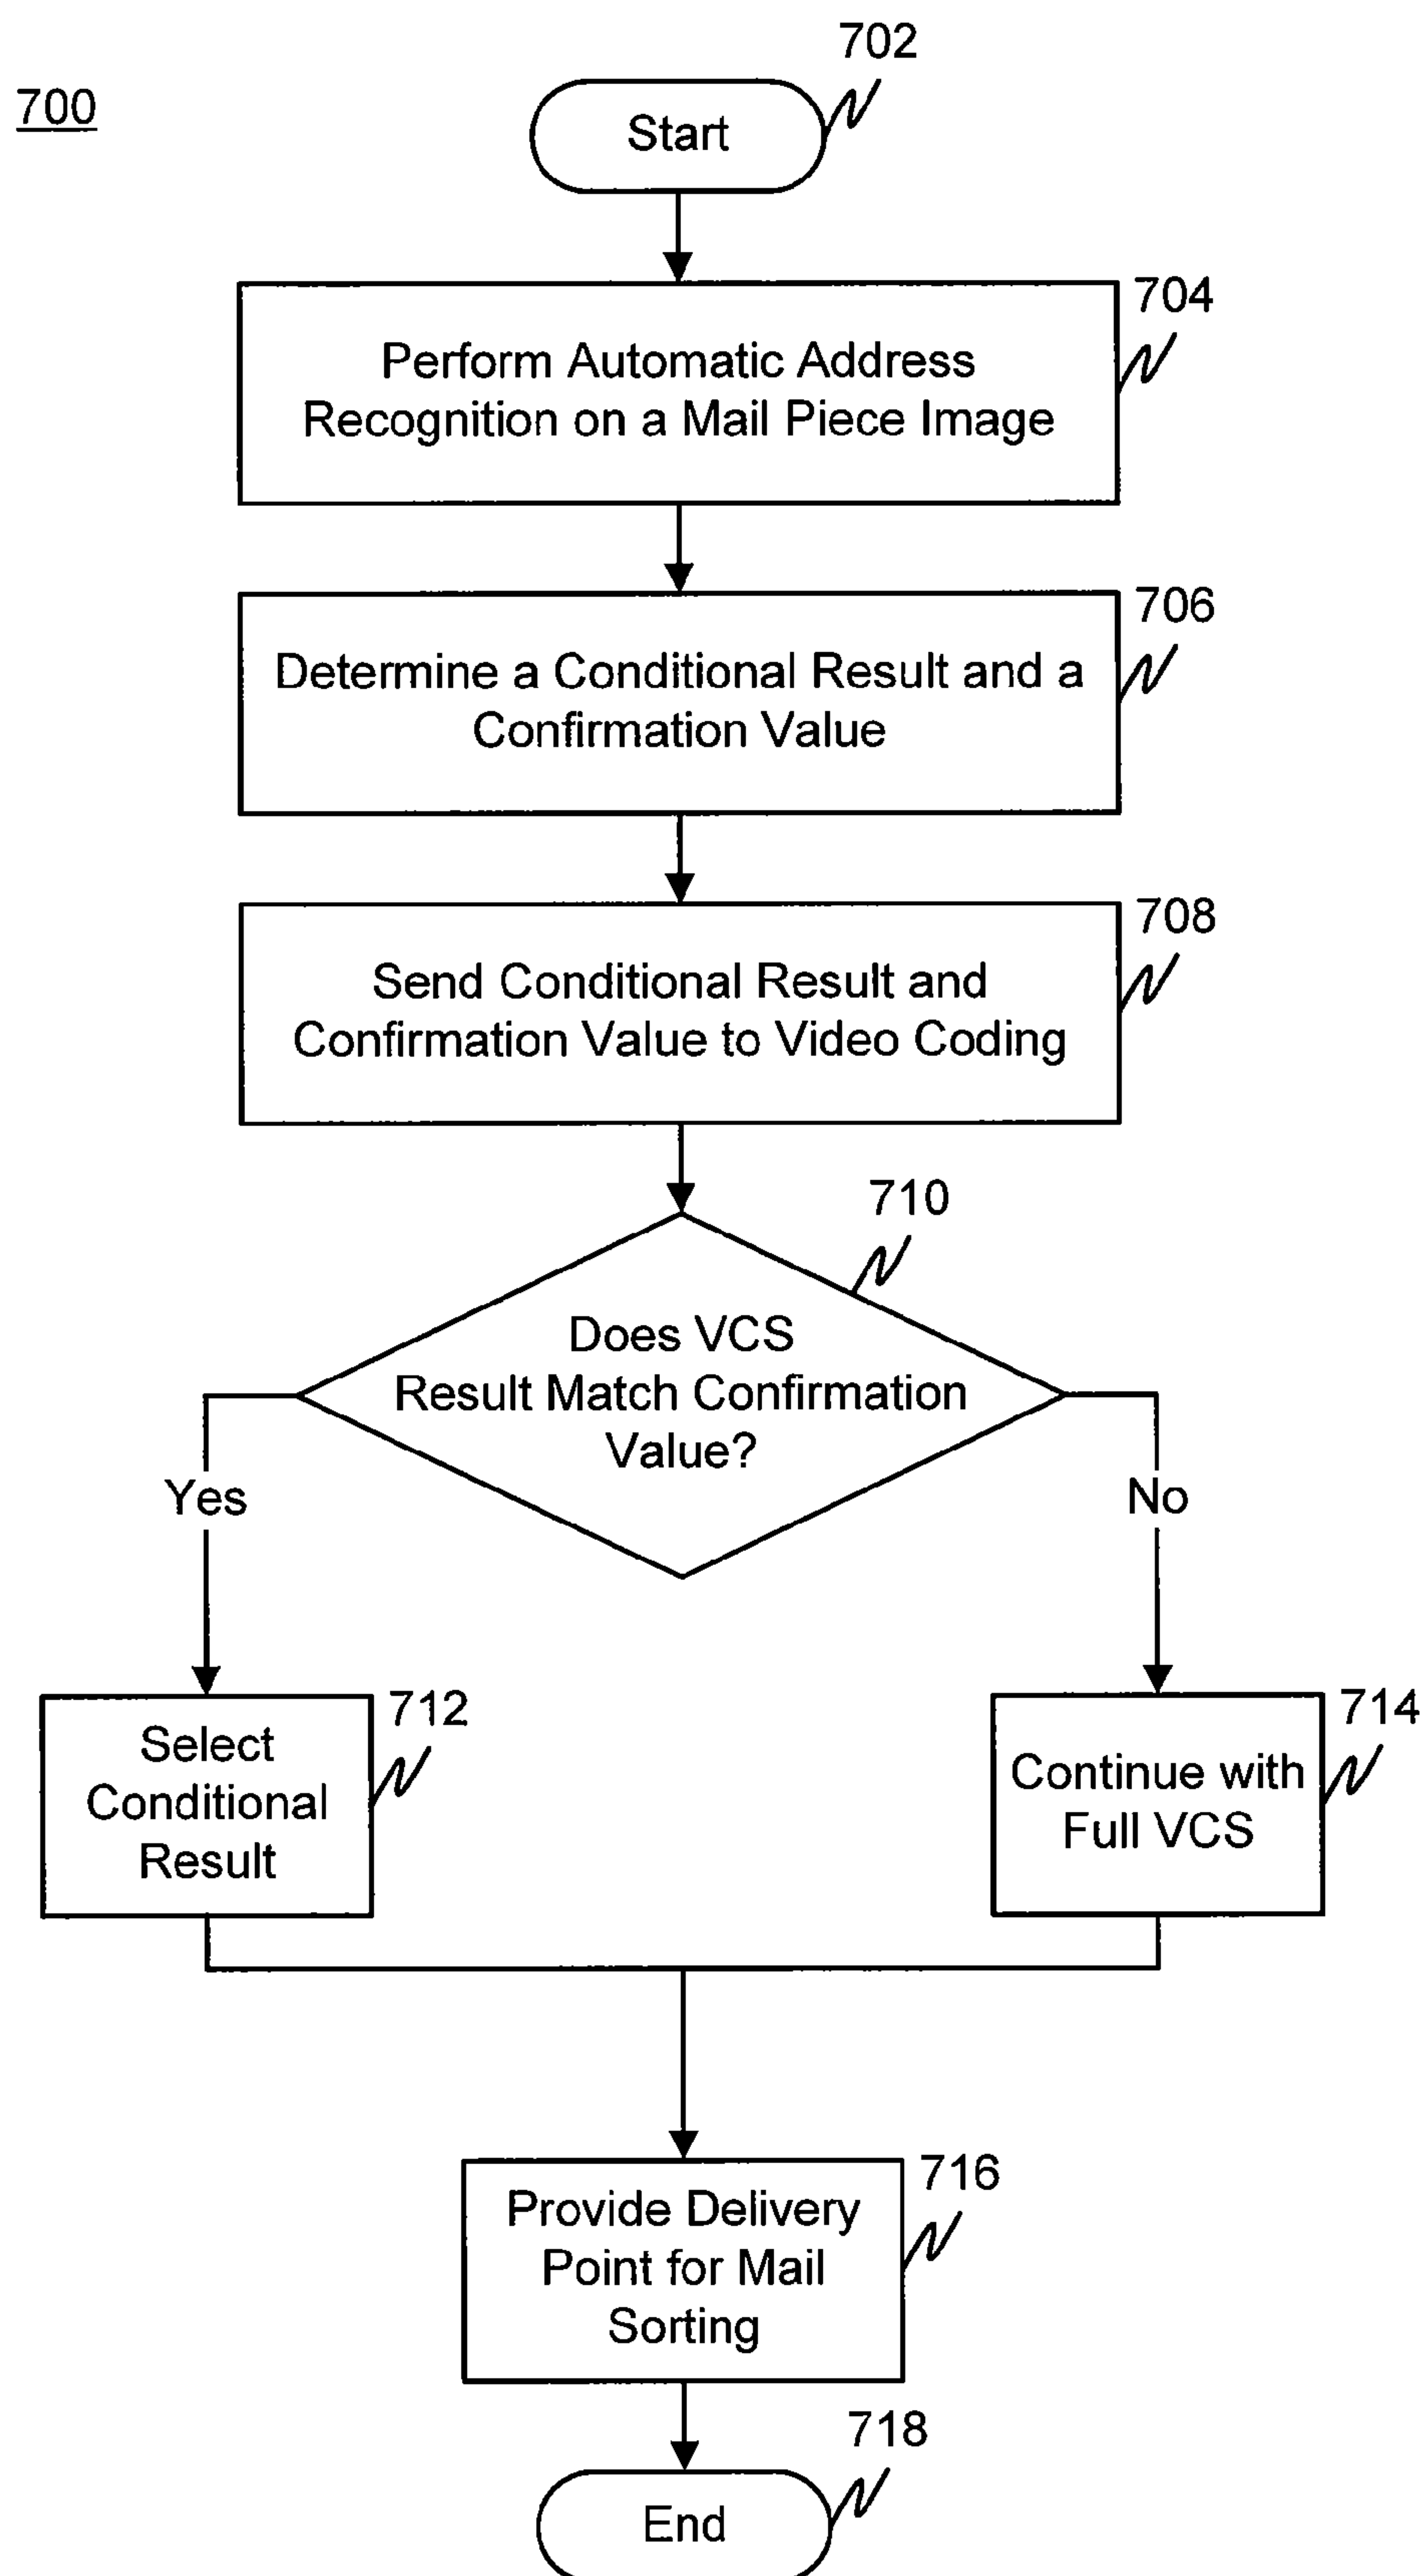 702
700
Start
704
Perform Automatic Address
Recognition on a Mail Piece Image
706
Determine a Conditional Result and a
Confirmation Value
708
Send Conditional Result and
Confirmation Value to Video Coding
710
Does VCS
Result Match Confirmation
Value?
Yes
No
712
Select
Conditional
Result
714
Continue with
Full VCS
716
Provide Delivery
Point for Mail
Sorting
718
End